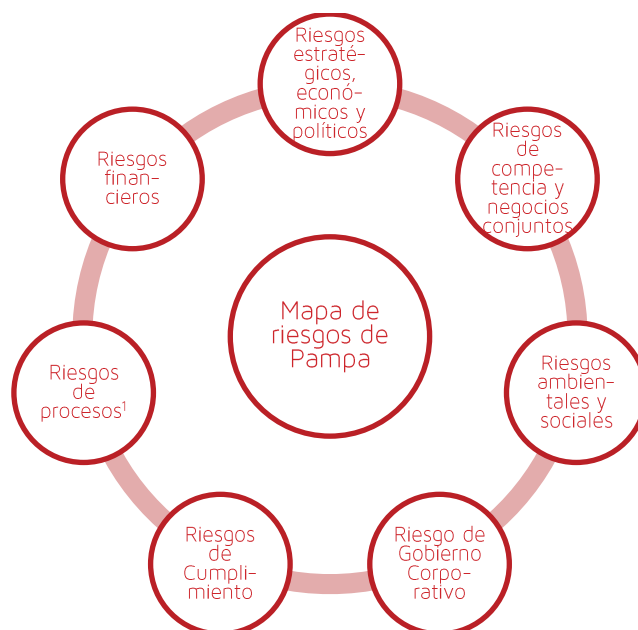 Riesgos
estraté-
gicos,
econó-
micos y
políticos
Riesgos
de
compe-
tencia y
negocios
conjuntos
Riesgos
ambien-
tales y
sociales
Riesgo de
Gobierno
Corpo-
rativo
Riesgos
de
Cumpli-
miento
Riesgos
de
procesos¹
Riesgos
finan-
cieros
Mapa de
riesgos de
Pampa